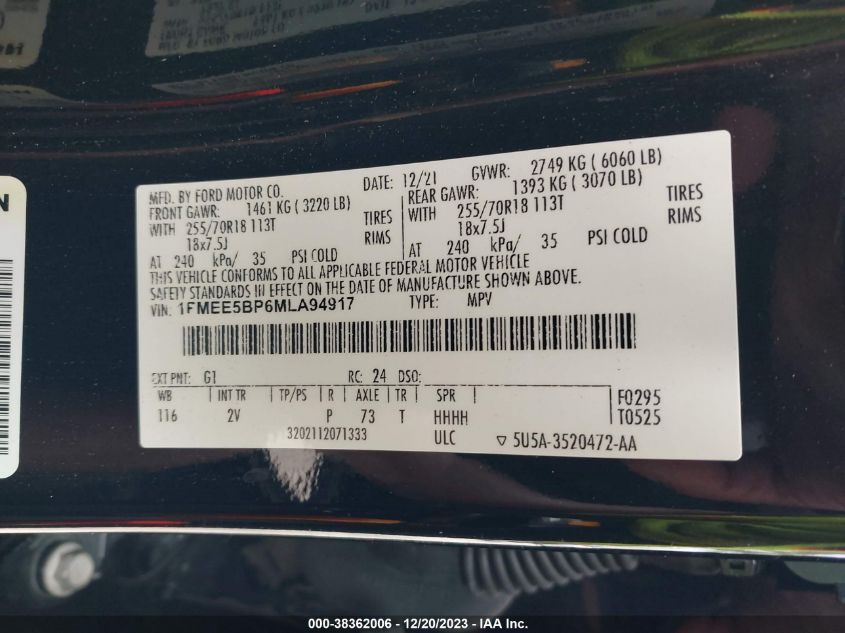 MFD. BY FORD MOTOR CO.
DATE: 12/21 GVWR: 2749 KG ( 6060 LB)
FRONT GAWR: 1461 KG ( 3220 LB)
REAR GAWR: 1393 KG ( 3070 LB)
WITH 255/70R18 113T TIRES
WITH 255/70R18 113T TIRES
18x7.5J RIMS
18x7.5J RIMS
AT 240 kPa/ 35 PSI COLD
AT 240 kPa/ 35 PSI COLD
THIS VEHICLE CONFORMS TO ALL APPLICABLE FEDERAL MOTOR VEHICLE
SAFETY STANDARDS IN EFFECT ON THE DATE OF MANUFACTURE SHOWN ABOVE.
VIN: 1FMEE5BP6MLA94917 TYPE: MPV
EXT PNT: G1 RC: 24 DSO:
WB | INT TR | TP/PS | R | AXLE | TR | SPR F0295
116 2V P 73 T HHHH T0525
3202112071333 ULC ▽ 5U5A-3520472-AA
000-38362006 - 12/20/2023 - IAA Inc.